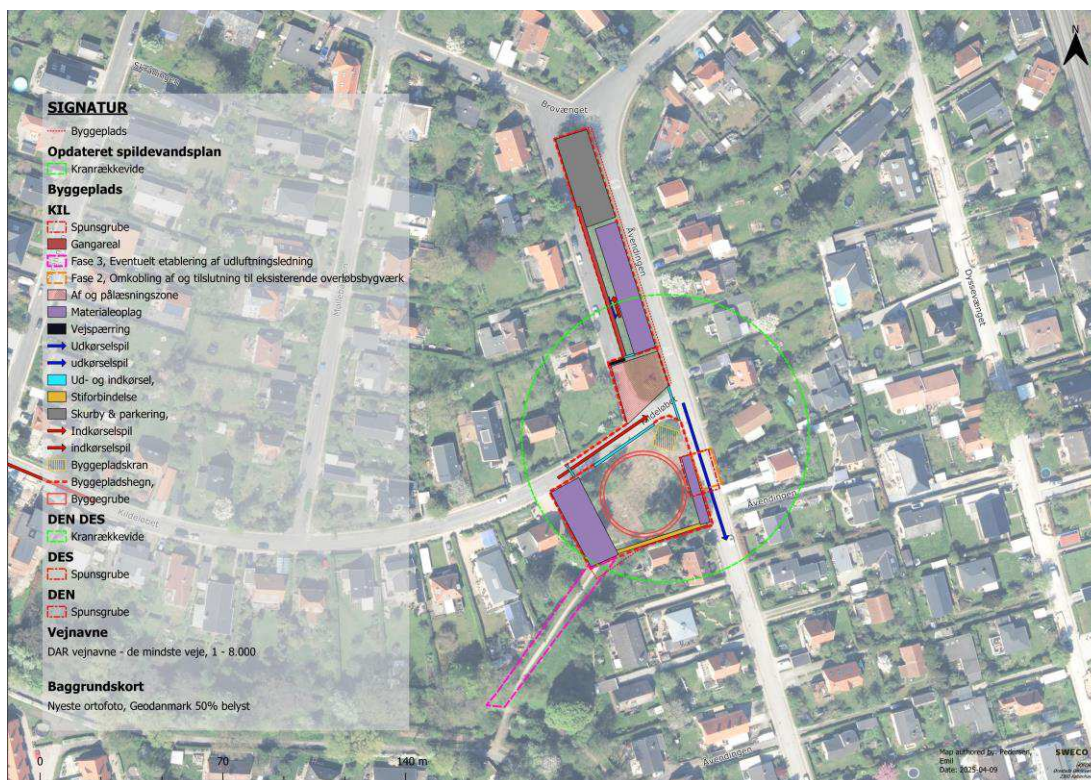 N
Brovænget
SIGNATUR
Byggeplads
Opdateret spildevandsplan
Kranrækkevide
Byggeplads
KIL
Spunsgrube
Gangareal
Fase 3, Eventuelt etablering af udluftningsledning
Fase 2, Omkobling af og tilslutning til eksisterende overløbsbygværk
Af og pålæsningszone
Materialeoplag
Vejspærring
Udkørselspil
udkørselspil
Ud- og indkørsel,
Stiforbindelse
Skurby & parkering,
Indkørselspil
indkørselspil
Byggepladskran
Byggepladshegn,
Byggegrube
DEN DES
Kranrækkevide
DES
Spunsgrube
DEN
Spunsgrube
Vejnavne
DAR vejnavne - de mindste veje, 1 - 8.000
Baggrundskort
Nyeste ortofoto, Geodanmark 50% belyst
0 70 140 m
Åvendingen
Dyssevænget
Kildeløbet
Åvendingen
Åvendingen
Map authored by: Pedersen,
Emil
Date: 2025-04-09
SWECO